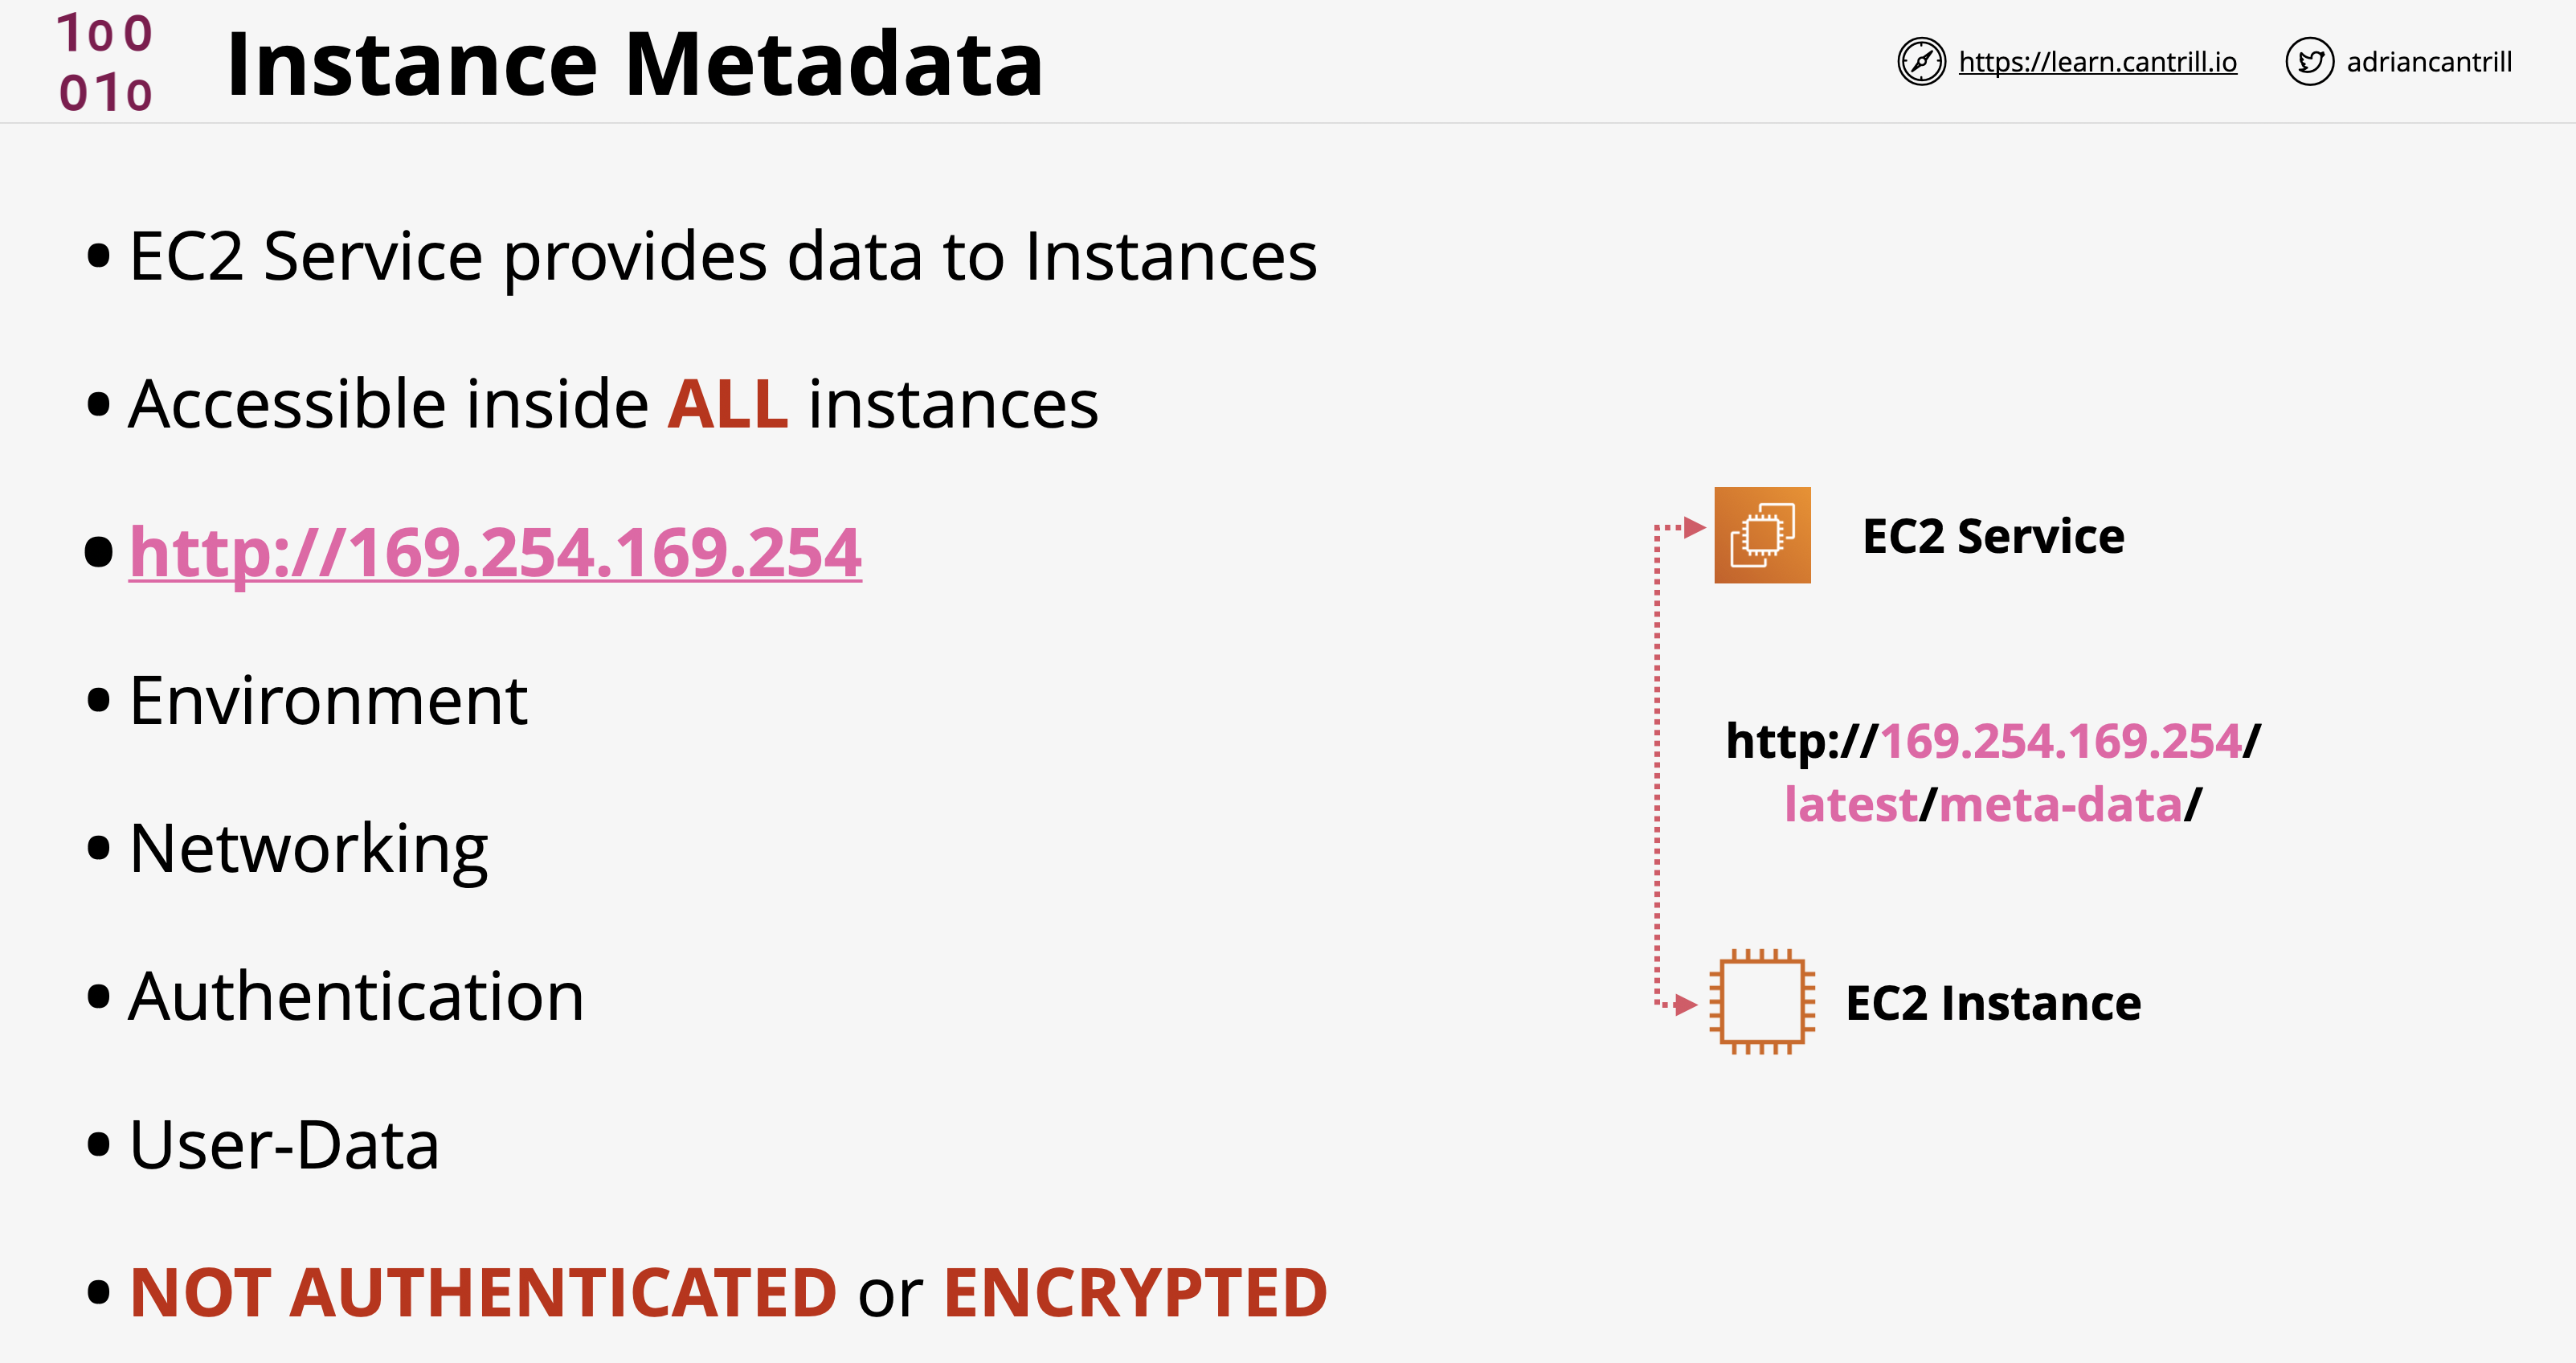 100
010
Instance Metadata
https://learn.cantrill.io
adriancantrill
• EC2 Service provides data to Instances
• Accessible inside ALL instances
• http://169.254.169.254
• Environment
• Networking
• Authentication
• User-Data
• NOT AUTHENTICATED or ENCRYPTED
EC2 Service
http://169.254.169.254/
latest/meta-data/
EC2 Instance